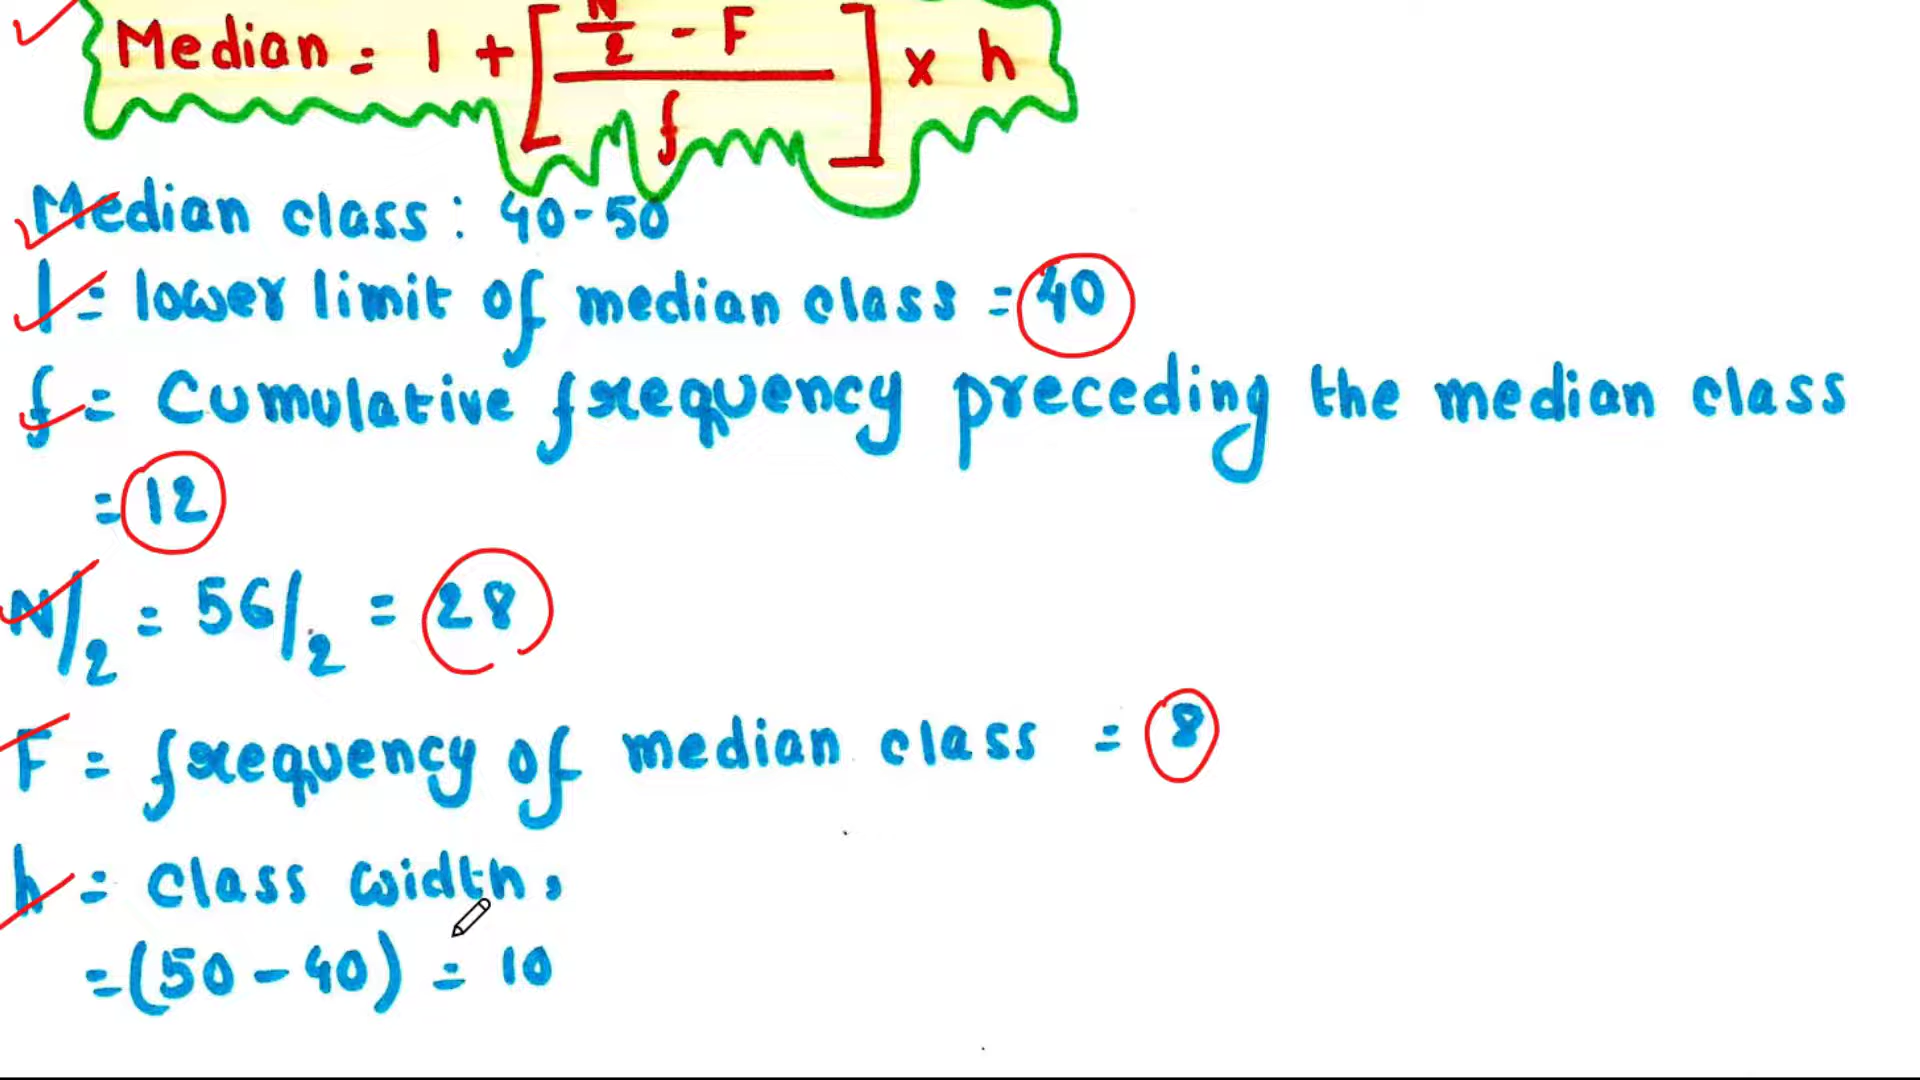 Median = l + [ N/2 - F / f ] x h
Median class : 40-50
l = lower limit of median class = 40
f = Cumulative frequency preceding the median class
= 12
N/2 = 56/2 = 28
F = frequency of median class = 8
h = class width,
= (50 - 40) = 10